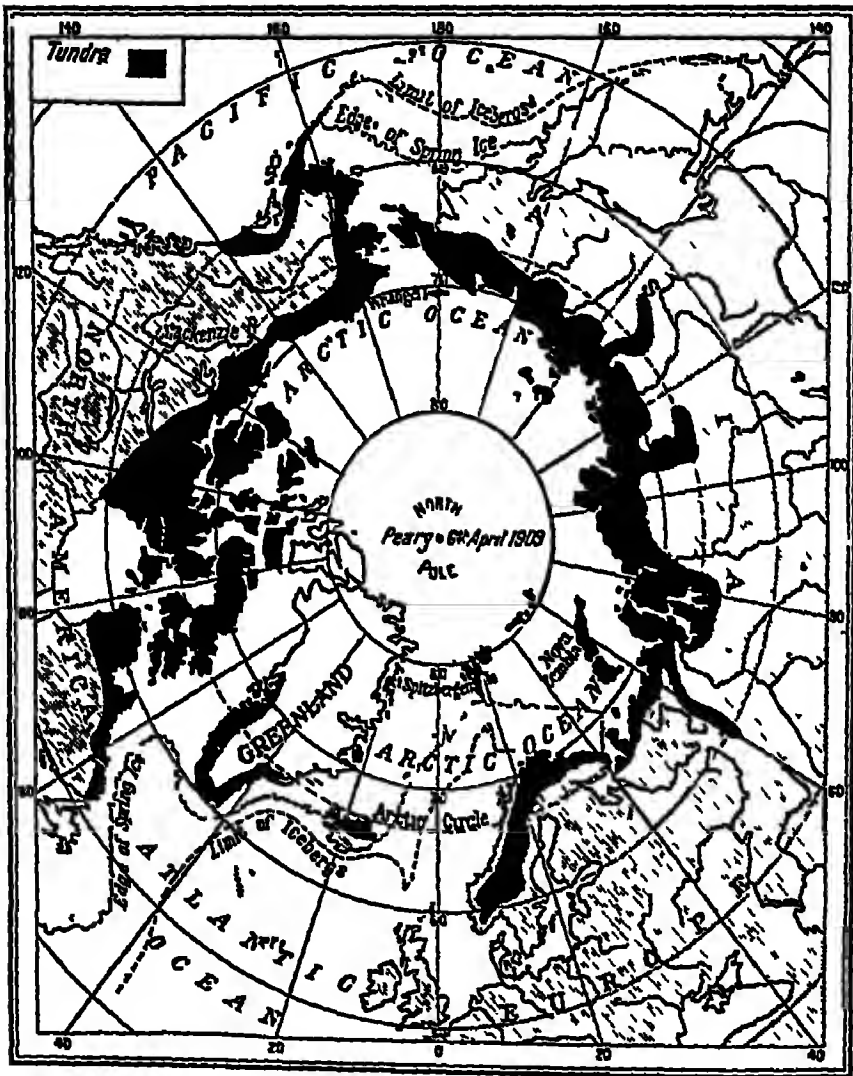 140 160 180 160 140
Tundra
PACIFIC OCEAN
Limit of Icebergs
Edge of Spring Ice
120
Mackenzie R.
Wrangel I.
ARCTIC OCEAN
ASIA
NORTH AMERICA
100
100
80
80
80
NORTH
Peary • 6th April 1909
POLE
GREENLAND
Spitzbergen
Nova Zembla
ARCTIC OCEAN
60
60
Arctic Circle
Edge of Spring Ice
Limit of Icebergs
ATLANTIC OCEAN
EUROPE
40 20 0 20 40